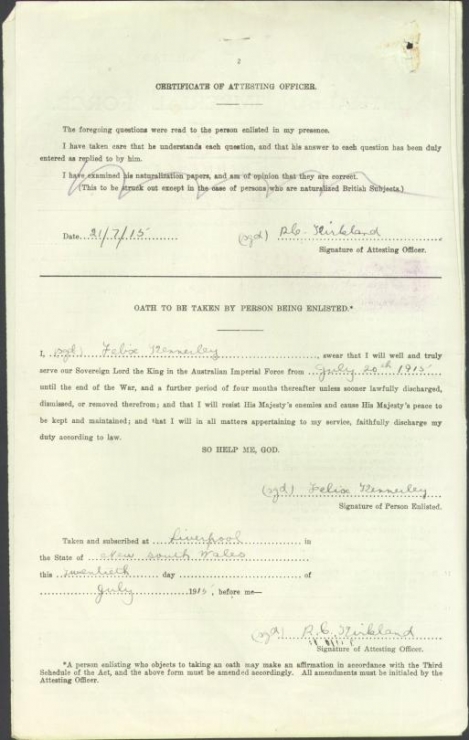 2
CERTIFICATE OF ATTESTING OFFICER.
The foregoing questions were read to the person enlisted in my presence.
I have taken care that he understands each question, and that his answer to each question has been duly
entered as replied to by him.
I have examined his naturalization papers, and am of opinion that they are correct.
(This to be struck out except in the case of persons who are naturalized British Subjects.)
Date 21/7/15 (sgd) R.C. Kirkland
Signature of Attesting Officer.
OATH TO BE TAKEN BY PERSON BEING ENLISTED.*
I, (sgd) Felix Kennerley, swear that I will well and truly
serve our Sovereign Lord the King in the Australian Imperial Force from July 20th 1915
until the end of the War, and a further period of four months thereafter unless sooner lawfully discharged,
dismissed, or removed therefrom; and that I will resist His Majesty's enemies and cause His Majesty's peace to
be kept and maintained; and that I will in all matters appertaining to my service, faithfully discharge my
duty according to law.
SO HELP ME, GOD.
(sgd) Felix Kennerley
Signature of Person Enlisted.
Taken and subscribed at Liverpool in
the State of New South Wales
this twentieth day of
July 1915, before me—
(sgd) R.C. Kirkland
Signature of Attesting Officer.
*A person enlisting who objects to taking an oath may make an affirmation in accordance with the Third
Schedule of the Act, and the above form must be amended accordingly. All amendments must be initialed by the
Attesting Officer.